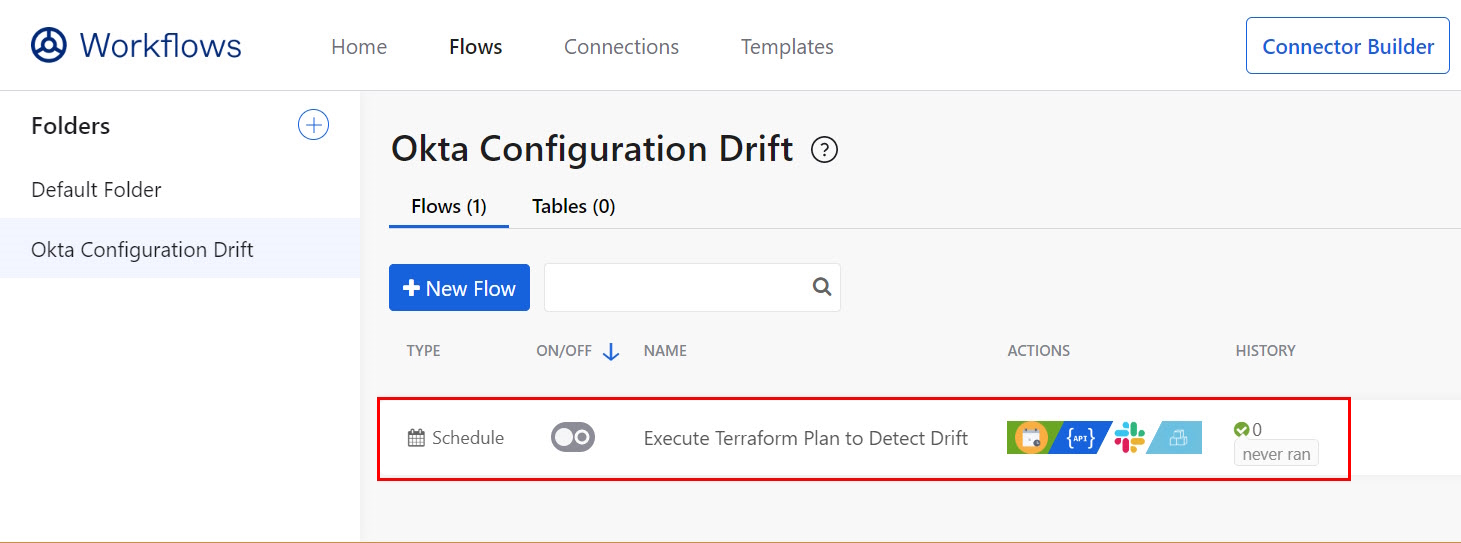 Workflows Home Flows Connections Templates Connector Builder
Folders
Default Folder
Okta Configuration Drift
Okta Configuration Drift ?
Flows (1) Tables (0)
+ New Flow
TYPE ON/OFF NAME ACTIONS HISTORY
Schedule Execute Terraform Plan to Detect Drift {API} 0
never ran